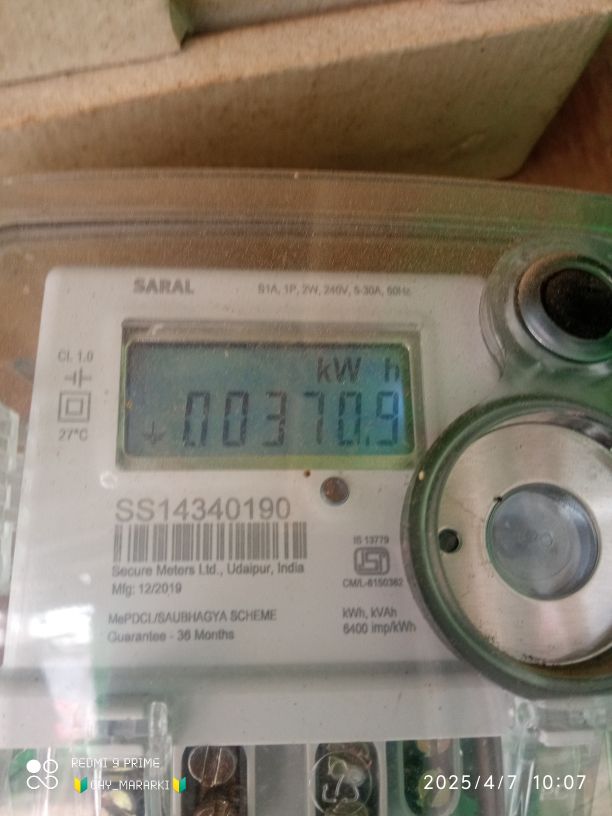 SARAL
S1A, 1P, 2W, 240V, 5-30A, 50Hz
CL 1.0
27°C
kW h
00370.9
SS14340190
Secure Meters Ltd., Udaipur, India
Mfg: 12/2019
IS 13779
CM/L-6150362
MePDCL/SAUBHAGYA SCHEME
Guarantee - 36 Months
kWh, kVAh
6400 imp/kWh
REDMI 9 PRIME
🔰CHY_MARARKI🔰
2025/4/7 10:07